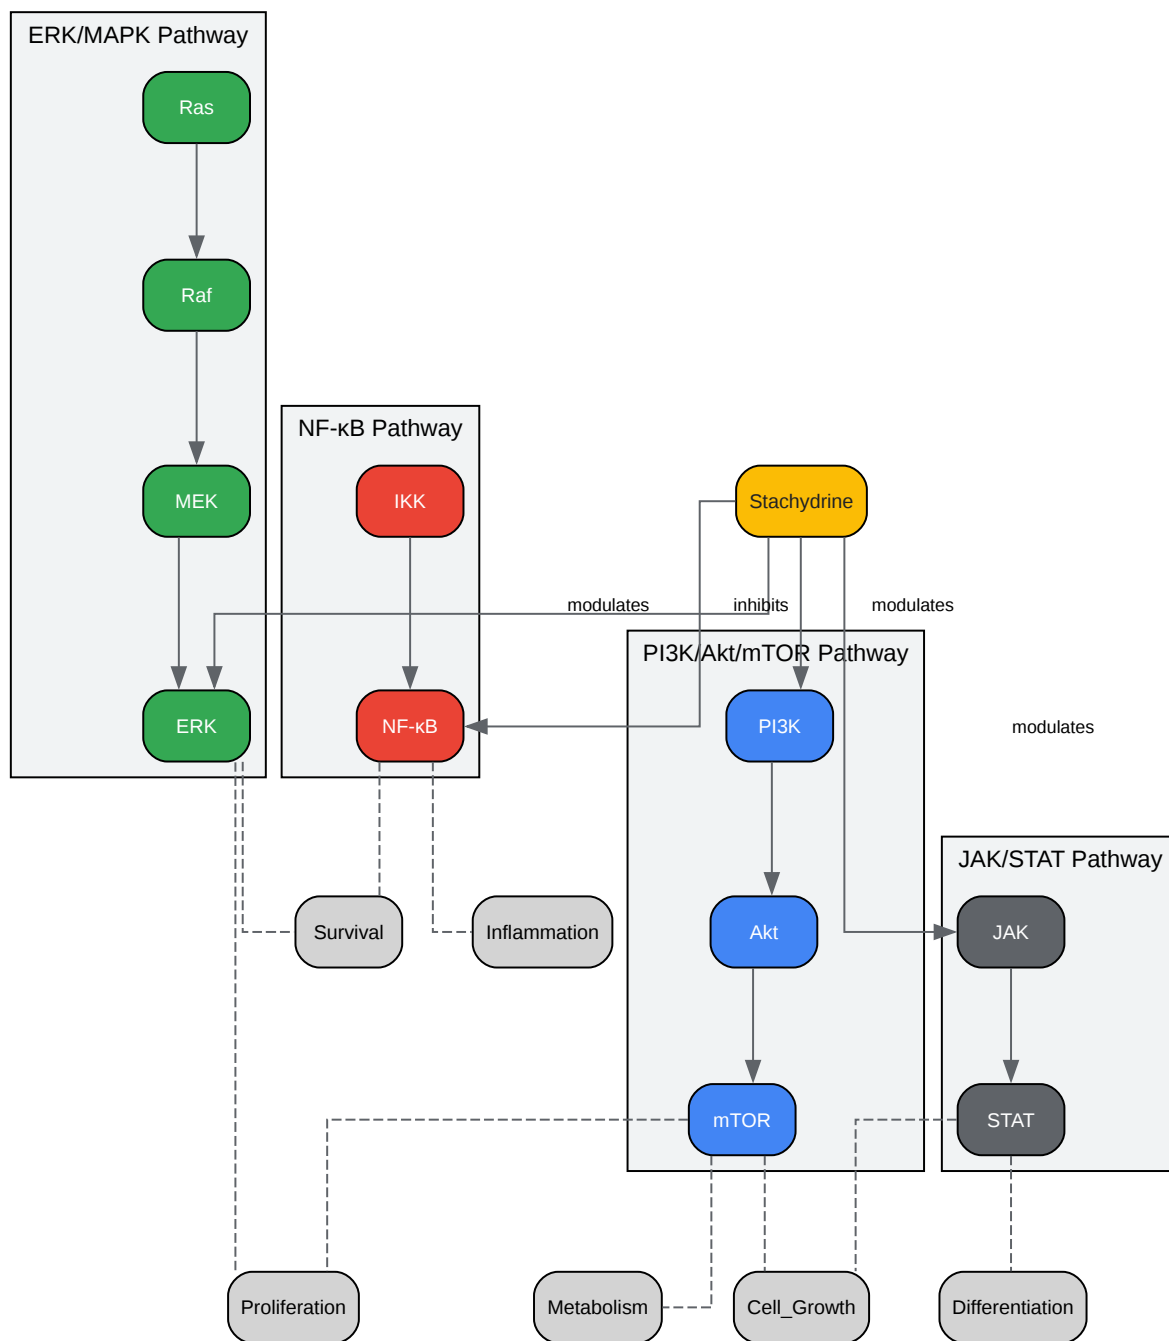 ERK/MAPK Pathway
Ras
Raf
NF-κB Pathway
MEK
IKK
Stachydrine
modulates
inhibits
modulates
PI3K/Akt/mTOR Pathway
ERK
NF-κB
PI3K
modulates
JAK/STAT Pathway
Survival
Inflammation
Akt
JAK
mTOR
STAT
Proliferation
Metabolism
Cell_Growth
Differentiation